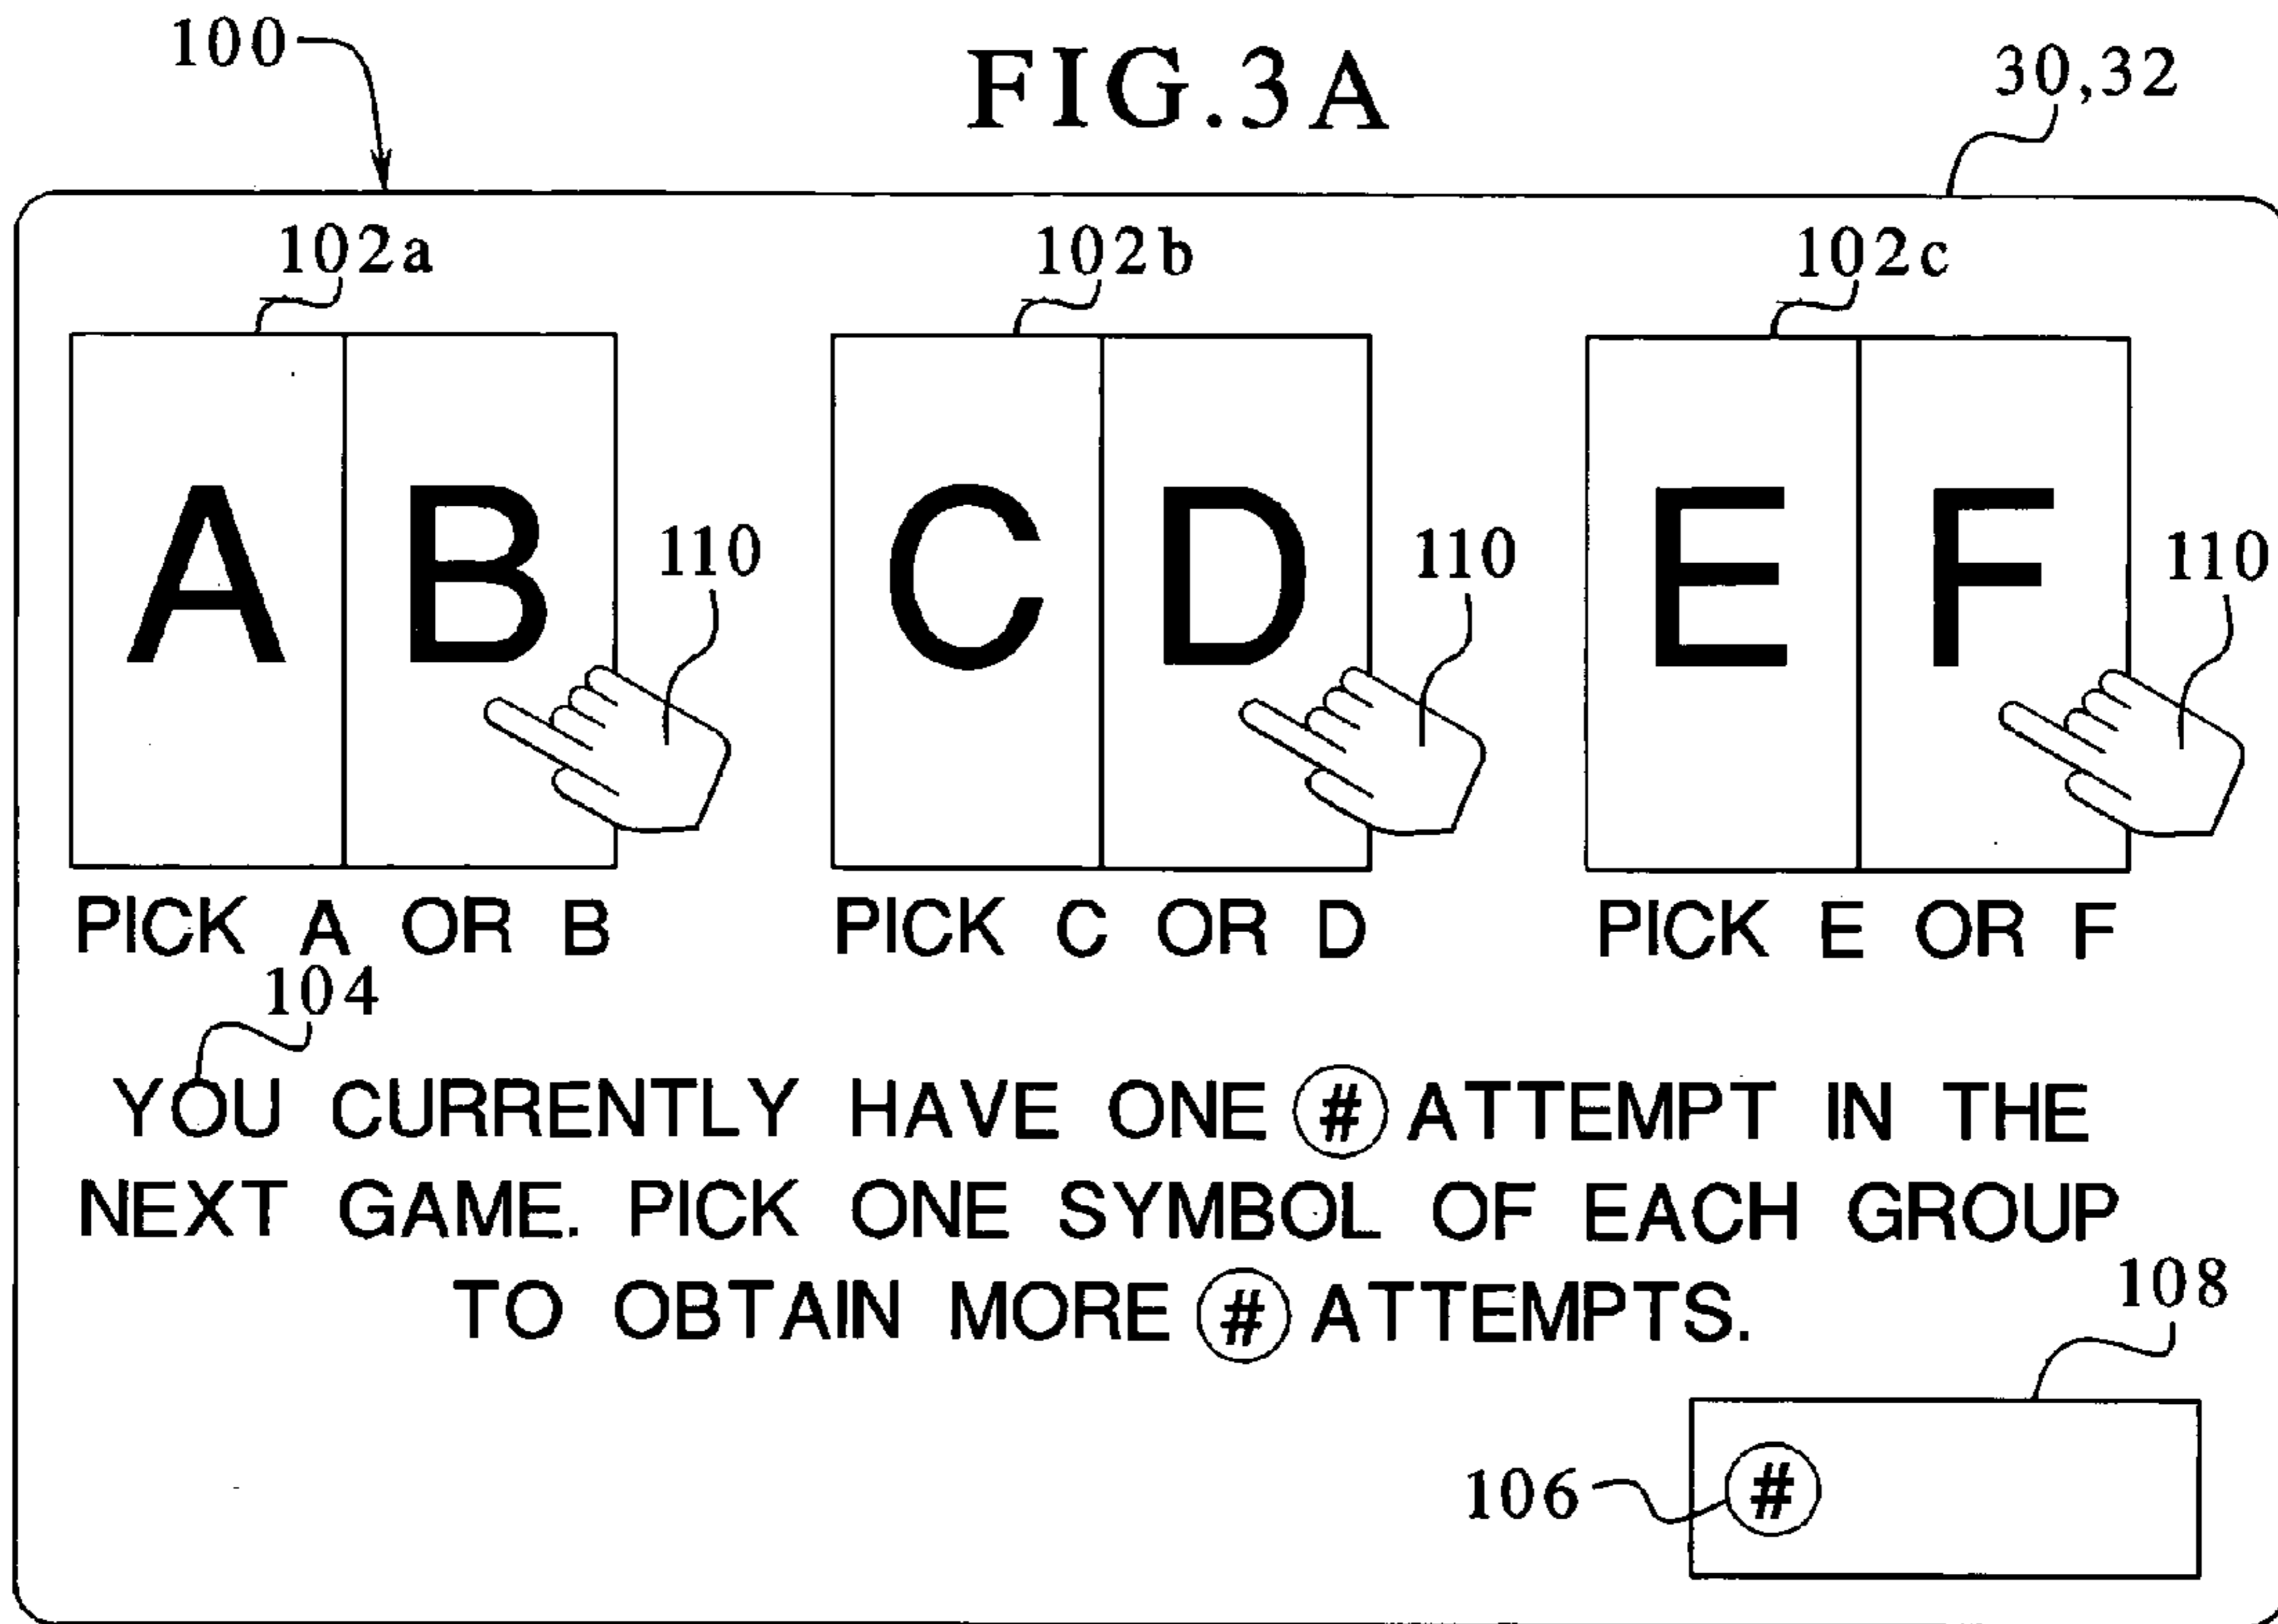 FIG.3A
100
30,32
102a
102b
102c
A B
C D
E F
110
110
110
PICK A OR B
PICK C OR D
PICK E OR F
104
YOU CURRENTLY HAVE ONE # ATTEMPT IN THE
NEXT GAME. PICK ONE SYMBOL OF EACH GROUP
TO OBTAIN MORE # ATTEMPTS.
108
106
#